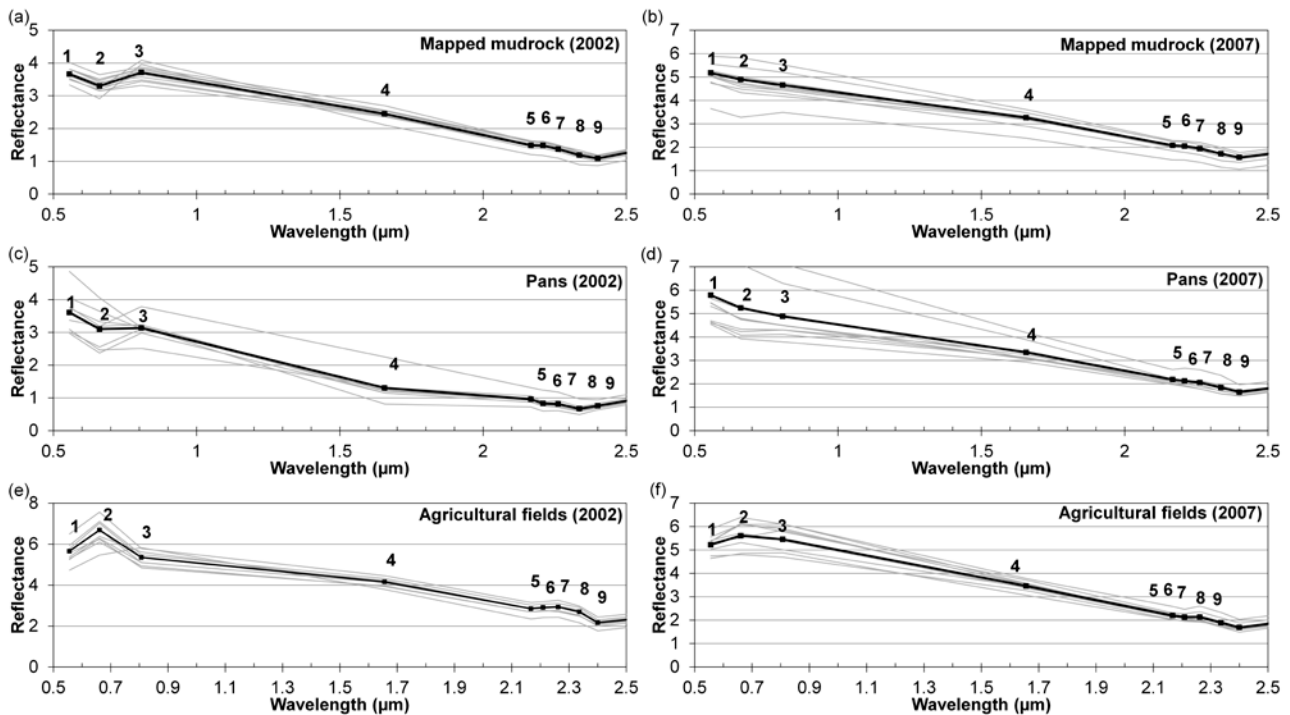 (a)
Mapped mudrock (2002)
Reflectance
5
4
3
2
1
0
1 2 3 4 5 6 7 8 9
0.5 1 1.5 2 2.5
Wavelength (µm)
(b)
Mapped mudrock (2007)
Reflectance
7
6
5
4
3
2
1
0
1 2 3 4 5 6 7 8 9
0.5 1 1.5 2 2.5
Wavelength (µm)
(c)
Pans (2002)
Reflectance
5
4
3
2
1
0
1 2 3 4 5 6 7 8 9
0.5 1 1.5 2 2.5
Wavelength (µm)
(d)
Pans (2007)
Reflectance
7
6
5
4
3
2
1
0
1 2 3 4 5 6 7 8 9
0.5 1 1.5 2 2.5
Wavelength (µm)
(e)
Agricultural fields (2002)
Reflectance
8
6
4
2
0
1 2 3 4 5 6 7 8 9
0.5 0.7 0.9 1.1 1.3 1.5 1.7 1.9 2.1 2.3 2.5
Wavelength (µm)
(f)
Agricultural fields (2007)
Reflectance
7
6
5
4
3
2
1
0
1 2 3 4 5 6 7 8 9
0.5 0.7 0.9 1.1 1.3 1.5 1.7 1.9 2.1 2.3 2.5
Wavelength (µm)